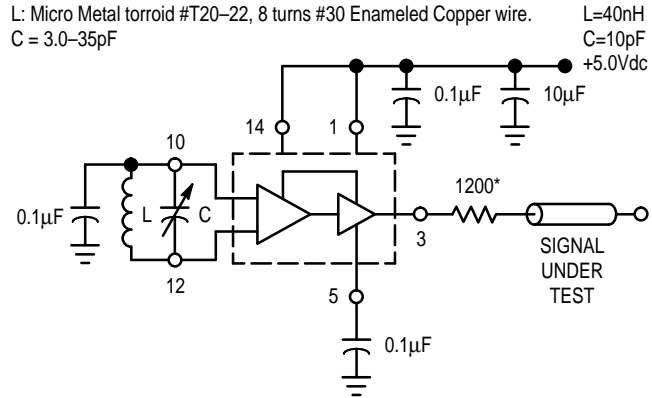 L: Micro Metal torroid #T20–22, 8 turns #30 Enameled Copper wire.
C = 3.0–35pF
L=40nH
C=10pF
+5.0Vdc
0.1µF
10µF
14
1
10
1200*
0.1µF
L
C
3
12
SIGNAL
UNDER
TEST
5
0.1µF